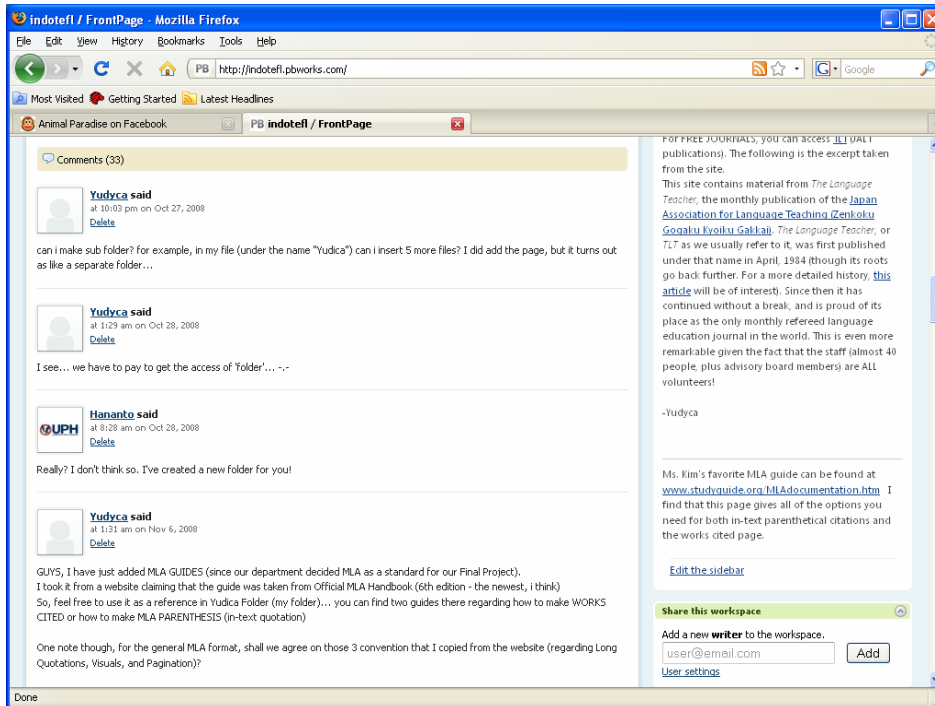 indotefl / FrontPage - Mozilla Firefox
File Edit View History Bookmarks Tools Help
PB http://indotefl.pbworks.com/
G Google
Most Visited Getting Started Latest Headlines
Animal Paradise on Facebook
PB indotefl / FrontPage
Comments (33)
Yudyca said
at 10:03 pm on Oct 27, 2008
Delete
can i make sub folder? for example, in my file (under the name "Yudica") can i insert 5 more files? I did add the page, but it turns out
as like a separate folder...
Yudyca said
at 1:29 am on Oct 28, 2008
Delete
I see... we have to pay to get the access of 'folder'... -.-
UPH
Hananto said
at 8:28 am on Oct 28, 2008
Delete
Really? I don't think so. I've created a new folder for you!
Yudyca said
at 1:31 am on Nov 6, 2008
Delete
GUYS, I have just added MLA GUIDES (since our department decided MLA as a standard for our Final Project).
I took it from a website claiming that the guide was taken from Official MLA Handbook (6th edition - the newest, i think)
So, feel free to use it as a reference in Yudica Folder (my folder)... you can find two guides there regarding how to make WORKS
CITED or how to make MLA PARENTHESIS (in-text quotation)
One note though, for the general MLA format, shall we agree on those 3 convention that I copied from the website (regarding Long
Quotations, Visuals, and Pagination)?
For FREE JOURNALS, you can access JLT (JALT
publications). The following is the excerpt taken
from the site.
This site contains material from The Language
Teacher, the monthly publication of the Japan
Association for Language Teaching (Zenkoku
Gogaku Kyoiku Gakkai). The Language Teacher, or
TLT as we usually refer to it, was first published
under that name in April, 1984 (though its roots
go back further. For a more detailed history, this
article will be of interest). Since then it has
continued without a break, and is proud of its
place as the only monthly refereed language
education journal in the world. This is even more
remarkable given the fact that the staff (almost 40
people, plus advisory board members) are ALL
volunteers!
-Yudyca
Ms. Kim's favorite MLA guide can be found at
www.studyguide.org/MLAdocumentation.htm I
find that this page gives all of the options you
need for both in-text parenthetical citations and
the works cited page.
Edit the sidebar
Share this workspace
Add a new writer to the workspace.
user@email.com Add
User settings
Done